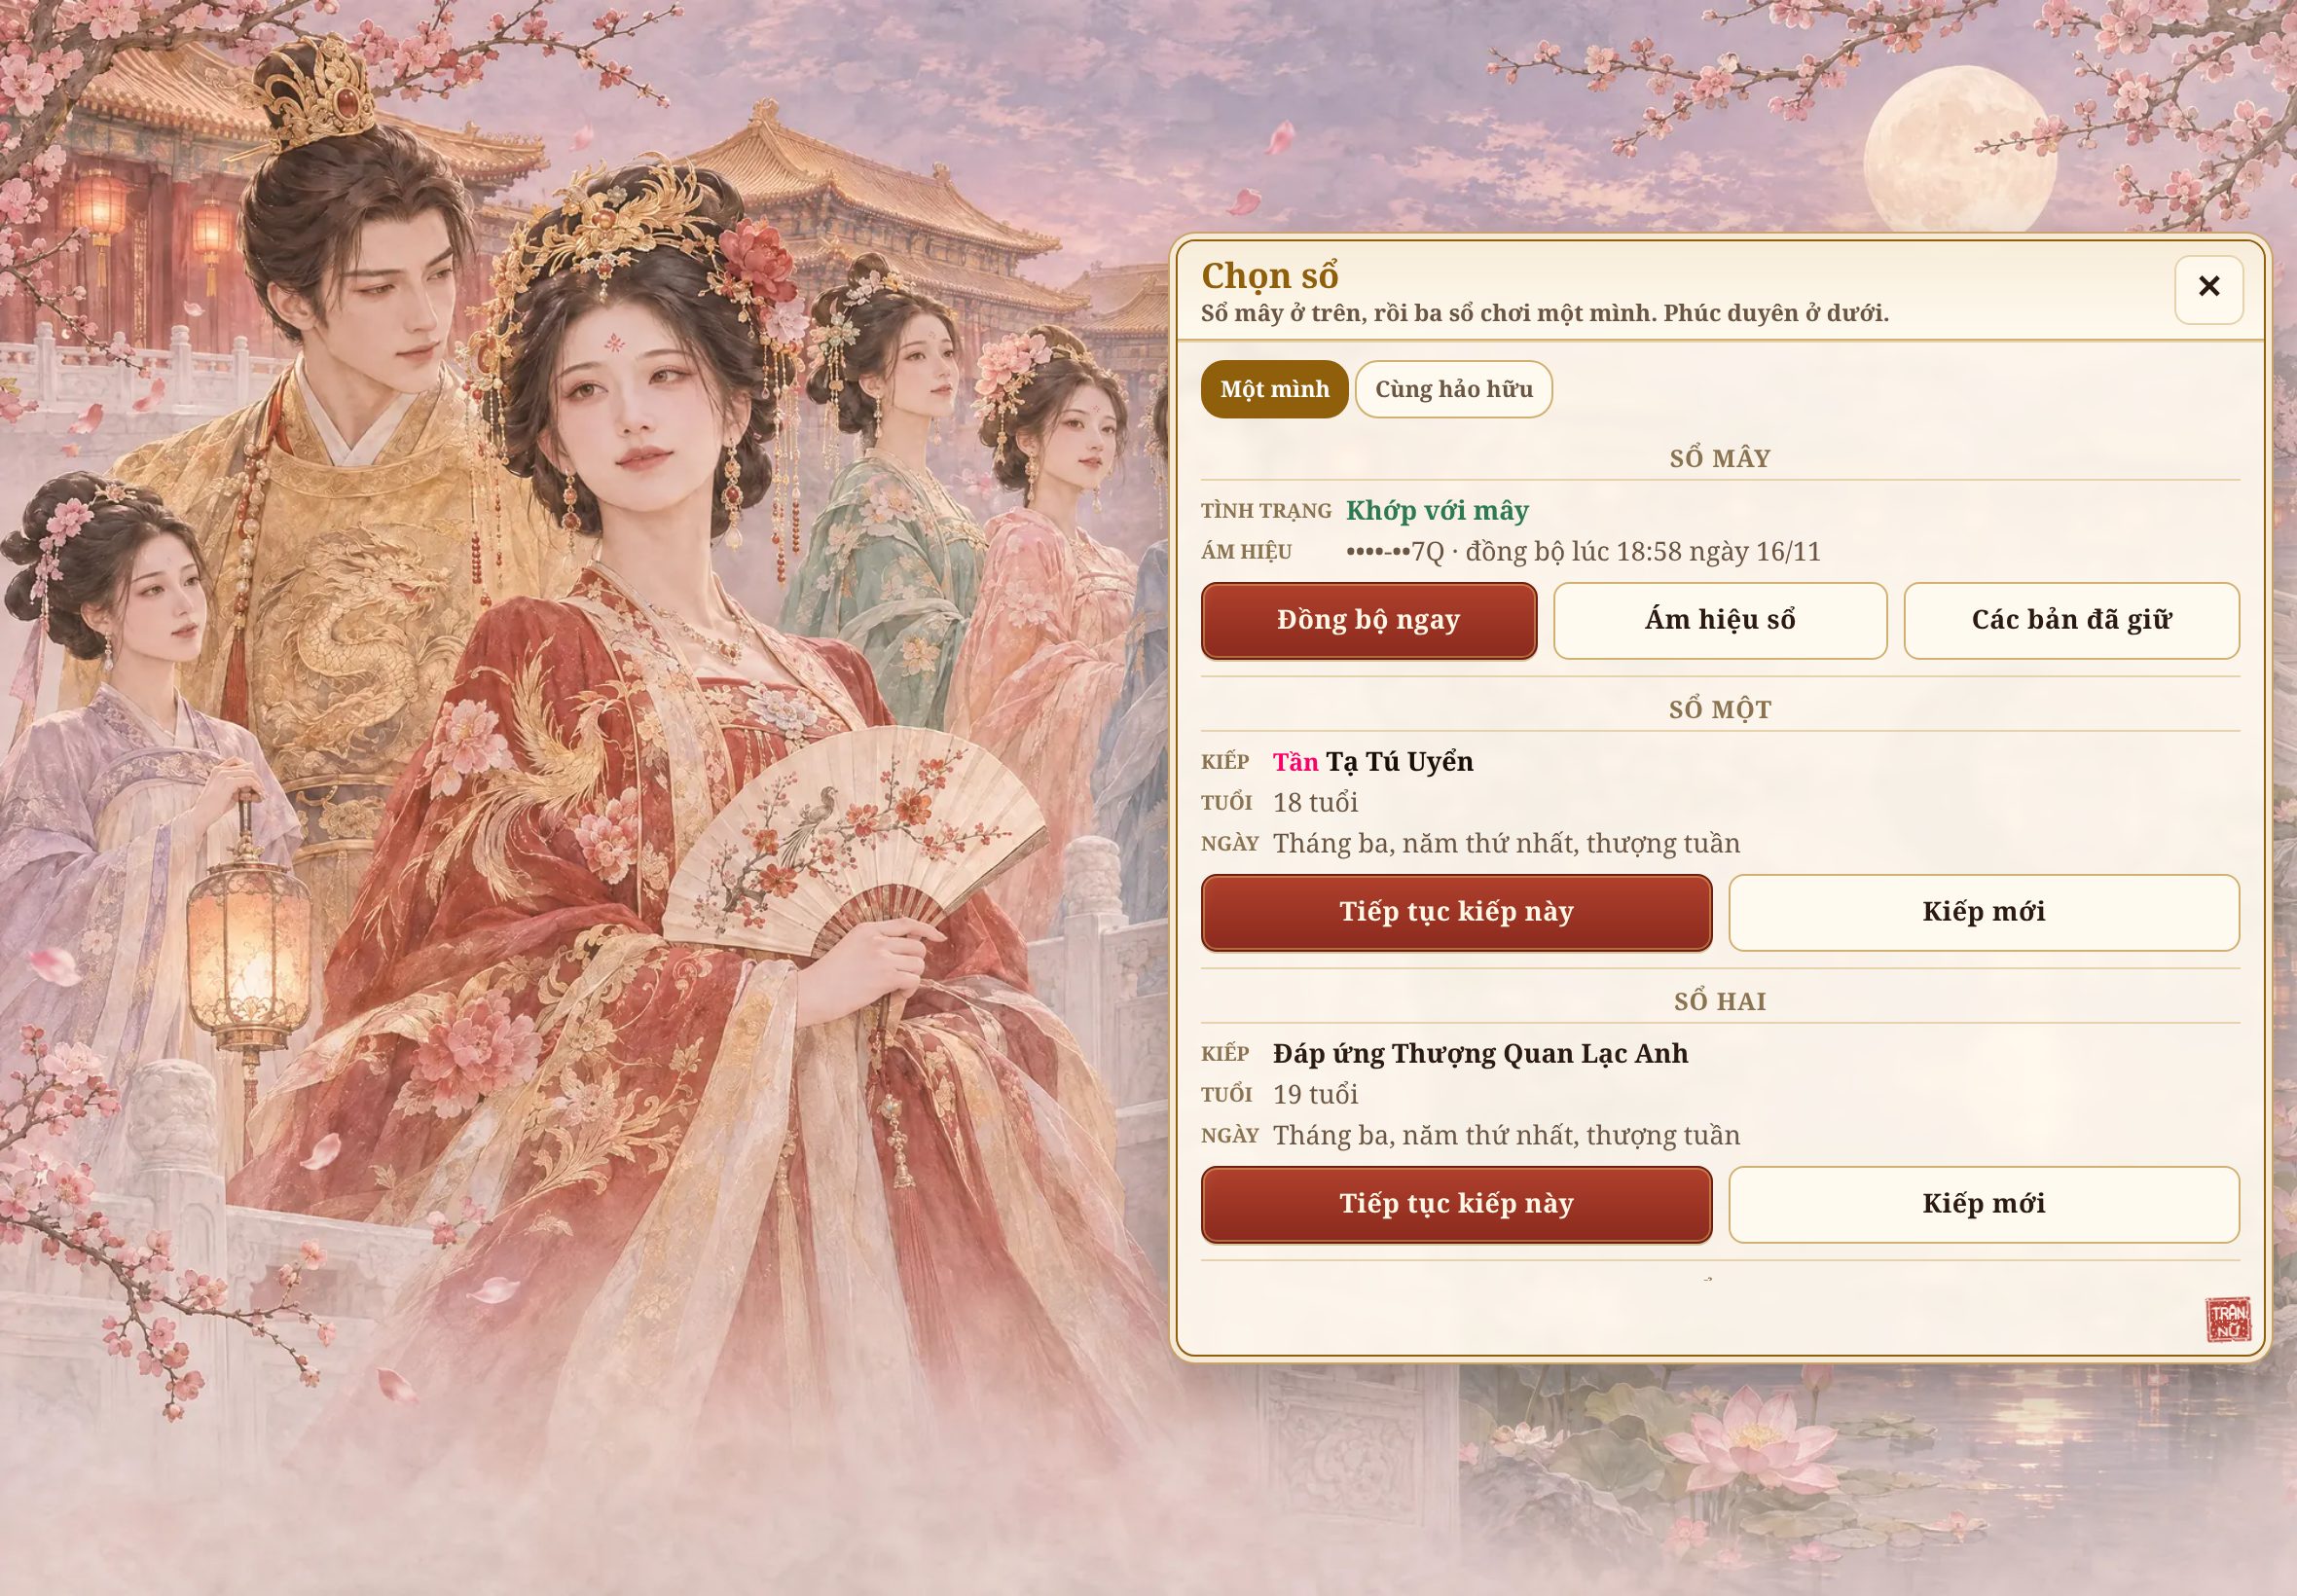 Chọn sổ
Sổ mây ở trên, rồi ba sổ chơi một mình. Phúc duyên ở dưới.
✕
Một mình
Cùng hảo hữu
SỔ MÂY
TÌNH TRẠNG Khớp với mây
ÁM HIỆU ••••-••7Q · đồng bộ lúc 18:58 ngày 16/11
Đồng bộ ngay
Ám hiệu sổ
Các bản đã giữ
SỔ MỘT
KIẾP Tần Tạ Tú Uyển
TUỔI 18 tuổi
NGÀY Tháng ba, năm thứ nhất, thượng tuần
Tiếp tục kiếp này
Kiếp mới
SỔ HAI
KIẾP Đáp ứng Thượng Quan Lạc Anh
TUỔI 19 tuổi
NGÀY Tháng ba, năm thứ nhất, thượng tuần
Tiếp tục kiếp này
Kiếp mới